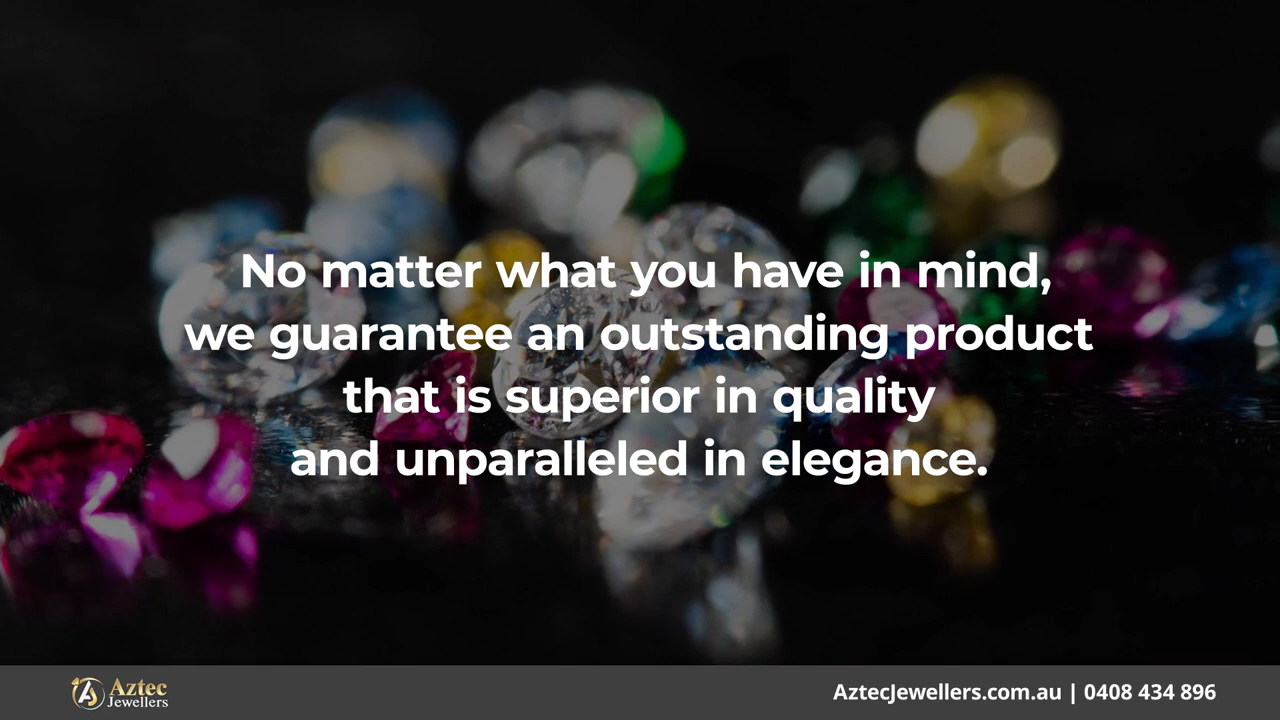 No matter what you have in mind,
we guarantee an outstanding product
that is superior in quality
and unparalleled in elegance.
Aztec
Jewellers
AztecJewellers.com.au | 0408 434 896